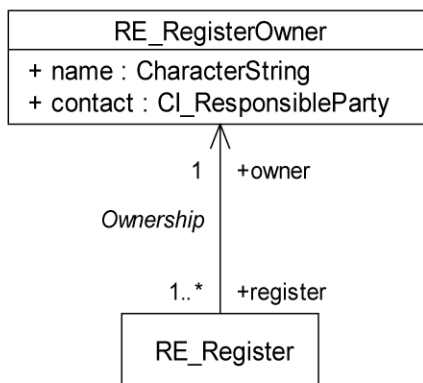 RE_RegisterOwner
+ name : CharacterString
+ contact : CI_ResponsibleParty
1 +owner
Ownership
1..* +register
RE_Register